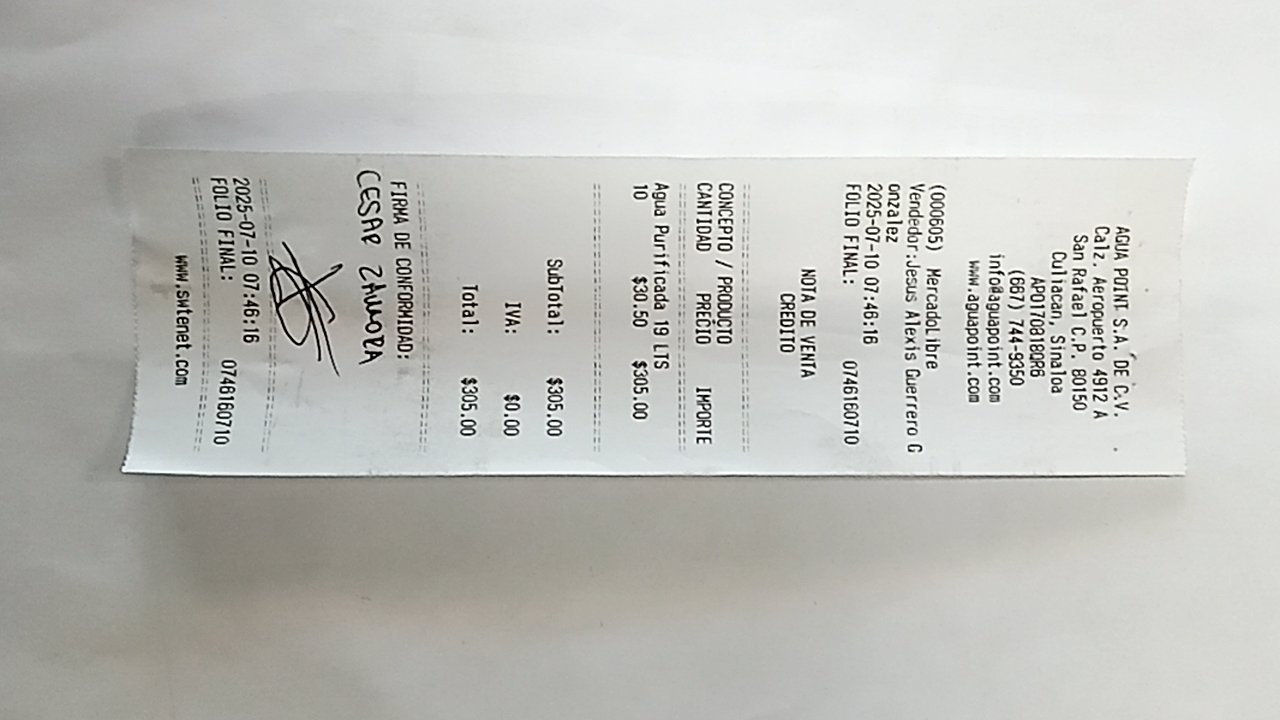 AGUA POINT S.A. DE C.V.
Calz. Aeropuerto 4912 A
San Rafael C.P. 80150
Culiacan, Sinaloa
APO170818QR8
(667) 744-9350
info@aguapoint.com
www.aguapoint.com
(000605) MercadoLibre
Vendedor:Jesus Alexis Guerrero G
onzalez
2025-07-10 07:46:16
FOLIO FINAL: 0746160710
NOTA DE VENTA
CREDITO
CONCEPTO / PRODUCTO
CANTIDAD PRECIO IMPORTE
Agua Purificada 19 LTS
10 $30.50 $305.00
SubTotal: $305.00
IVA: $0.00
Total: $305.00
FIRMA DE CONFORMIDAD:
CESAR ZAMORA
2025-07-10 07:46:16
FOLIO FINAL: 0746160710
www.swtenet.com